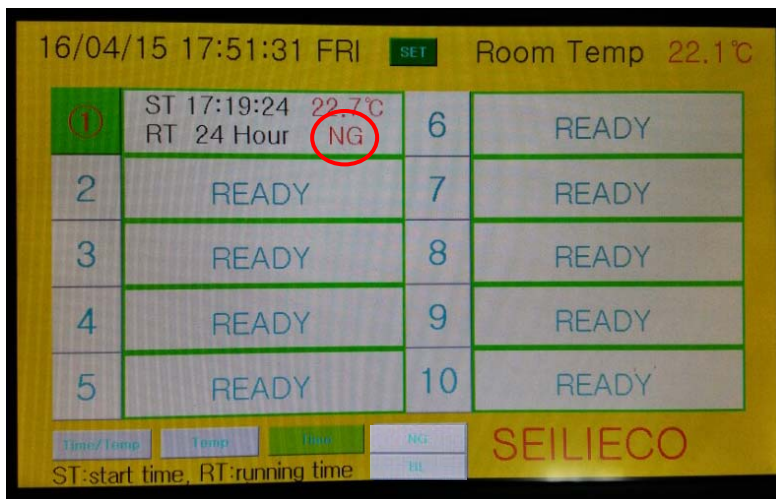 16/04/15 17:51:31 FRI SET Room Temp 22.1℃
① ST 17:19:24 22.7℃
RT 24 Hour NG
6 READY
2 READY
7 READY
3 READY
8 READY
4 READY
9 READY
5 READY
10 READY
Time/Temp Temp Time NG
SEILIECO
ST:start time, RT:running time